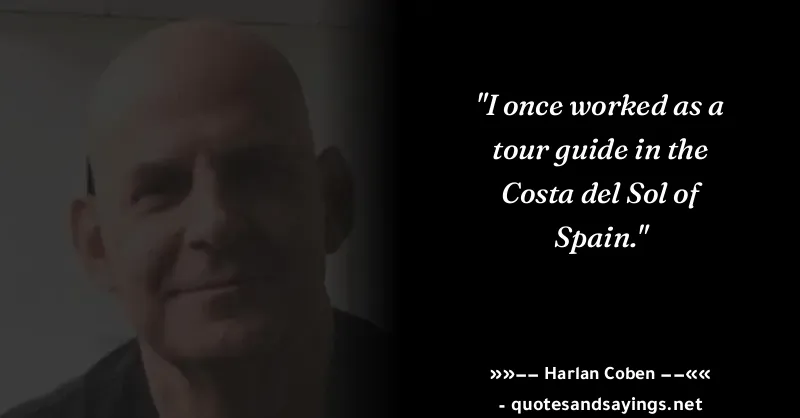 "I once worked as a
tour guide in the
Costa del Sol of
Spain."
»»–– Harlan Coben ––««
- quotesandsayings.net